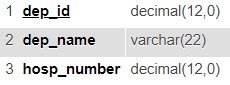 1 dep_id decimal(12,0)
2 dep_name varchar(22)
3 hosp_number decimal(12,0)